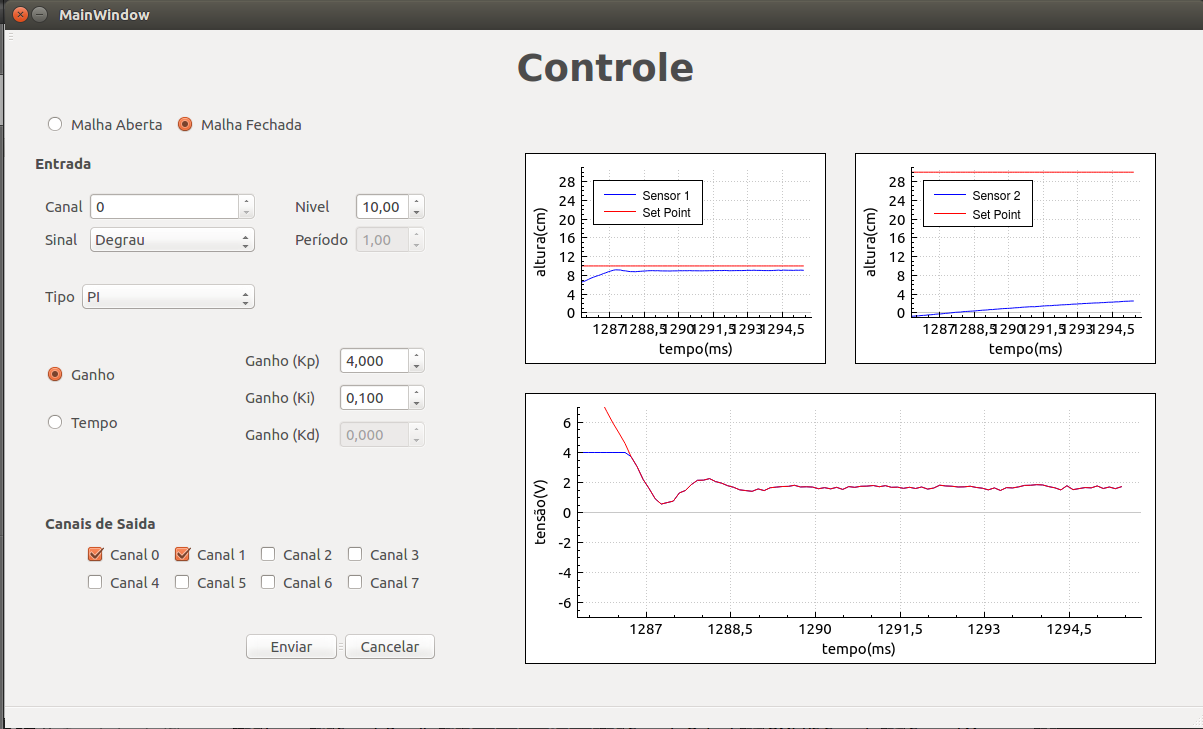 MainWindow
Controle
Malha Aberta Malha Fechada
Entrada
Canal 0 Nivel 10,00
Sinal Degrau Período 1,00
Tipo PI
Ganho
Tempo
Ganho (Kp) 4,000
Ganho (Ki) 0,100
Ganho (Kd) 0,000
Canais de Saida
Canal 0 Canal 1 Canal 2 Canal 3
Canal 4 Canal 5 Canal 6 Canal 7
Enviar Cancelar
altura(cm)
28
24
20
16
12
8
4
0
Sensor 1
Set Point
1287 1288,5 1290 1291,5 1293 1294,5
tempo(ms)
altura(cm)
28
24
20
16
12
8
4
0
Sensor 2
Set Point
1287 1288,5 1290 1291,5 1293 1294,5
tempo(ms)
tensão(V)
6
4
2
0
-2
-4
-6
1287 1288,5 1290 1291,5 1293 1294,5
tempo(ms)